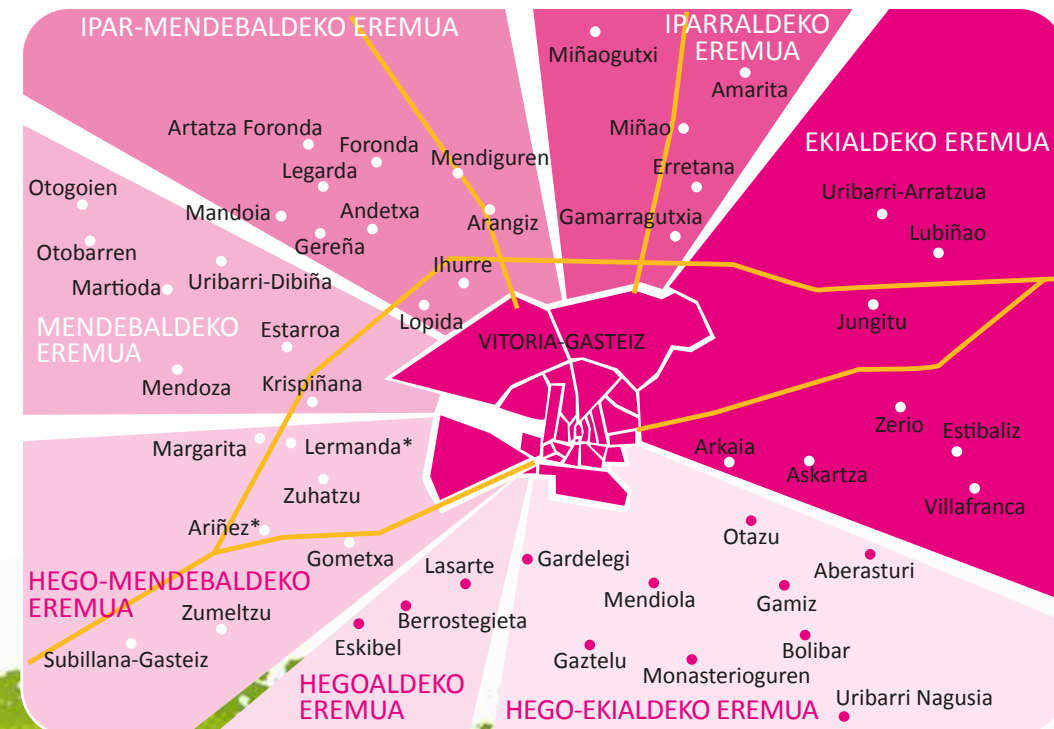 IPAR-MENDEBALDEKO EREMUA
Artatza Foronda
Foronda
Legarda
Mendiguren
Mandoia
Andetxa
Arangiz
Gereña
Ihurre
Lopida
IPARRALDEKO
EREMUA
Miñaogutxi
Amarita
Miñao
Erretana
Gamarragutxia
EKIALDEKO EREMUA
Uribarri-Arratzua
Lubiñao
Jungitu
Zerio
Estibaliz
Arkaia
Askartza
Villafranca
Otogoien
Otobarren
Martioda
Uribarri-Dibiña
MENDEBALDEKO
EREMUA
Estarroa
Mendoza
Krispiñana
VITORIA-GASTEIZ
Margarita
Lermanda*
Zuhatzu
Ariñez*
Gometxa
HEGO-MENDEBALDEKO
EREMUA
Zumeltzu
Subillana-Gasteiz
Lasarte
Berrostegieta
Eskibel
HEGOALDEKO
EREMUA
Gardelegi
Otazu
Aberasturi
Mendiola
Gamiz
Bolibar
Gaztelu
Monasterioguren
Uribarri Nagusia
HEGO-EKIALDEKO EREMUA